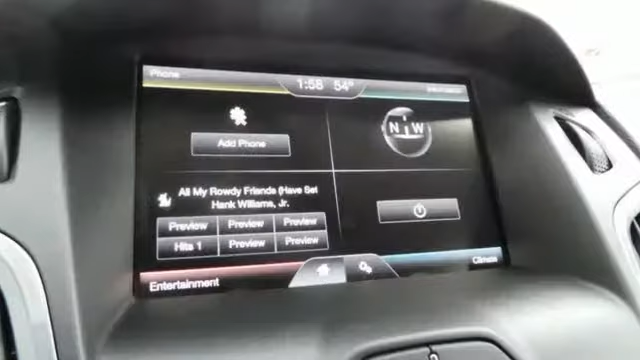 Phone
1:58 54°
Add Phone
N W
All My Rowdy Friends (Have Set
Hank Williams, Jr.
Preview Preview Preview
Hits 1 Preview Preview
Entertainment
Climate